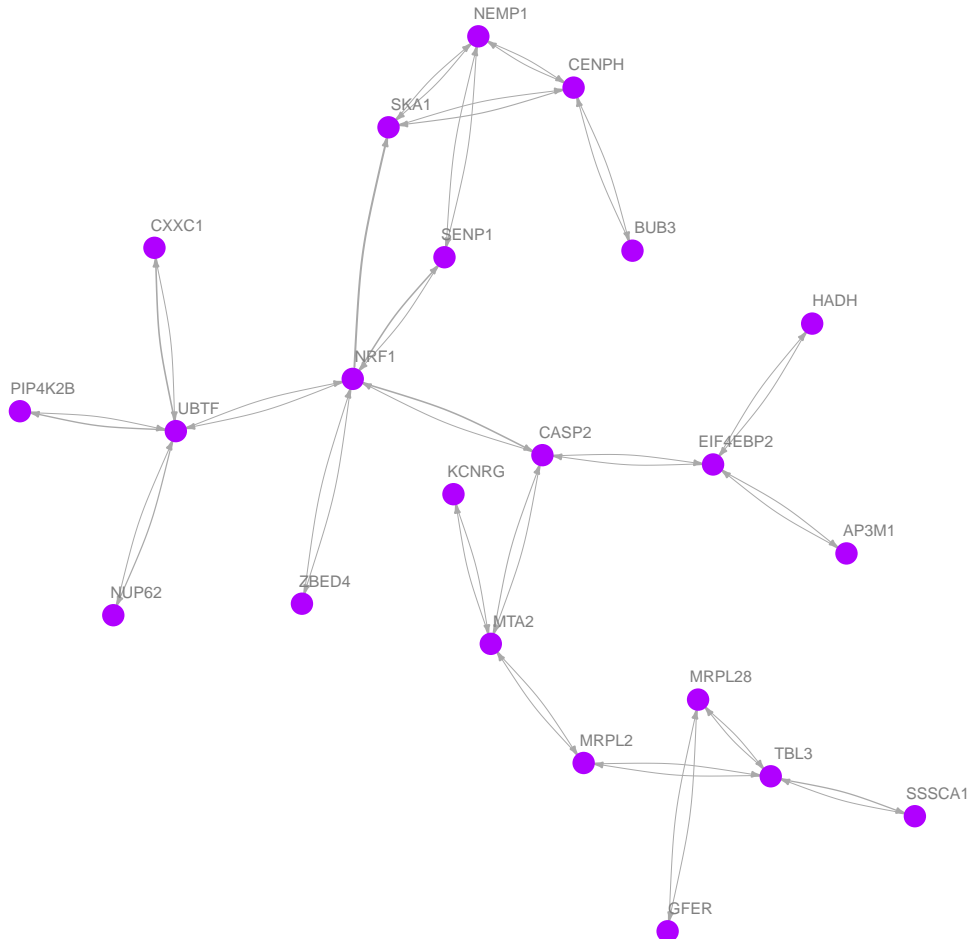 NEMP1
CENPH
SKA1
CXXC1
SENP1
BUB3
HADH
NRF1
PIP4K2B
UBTF
CASP2
EIF4EBP2
KCNRG
AP3M1
ZBED4
NUP62
MTA2
MRPL28
MRPL2
TBL3
SSSCA1
GFER